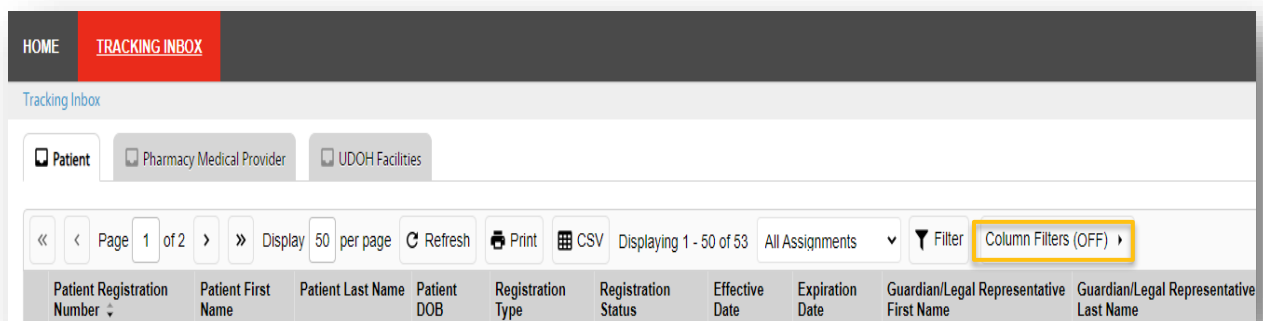 HOME TRACKING INBOX
Tracking Inbox
Patient Pharmacy Medical Provider UDOH Facilities
« < Page 1 of 2 > » Display 50 per page Refresh Print CSV Displaying 1 - 50 of 53 All Assignments Filter Column Filters (OFF)
Patient Registration Patient First Patient Last Name Patient Registration Registration Effective Expiration Guardian/Legal Representative Guardian/Legal Representative
Number Name DOB Type Status Date Date First Name Last Name